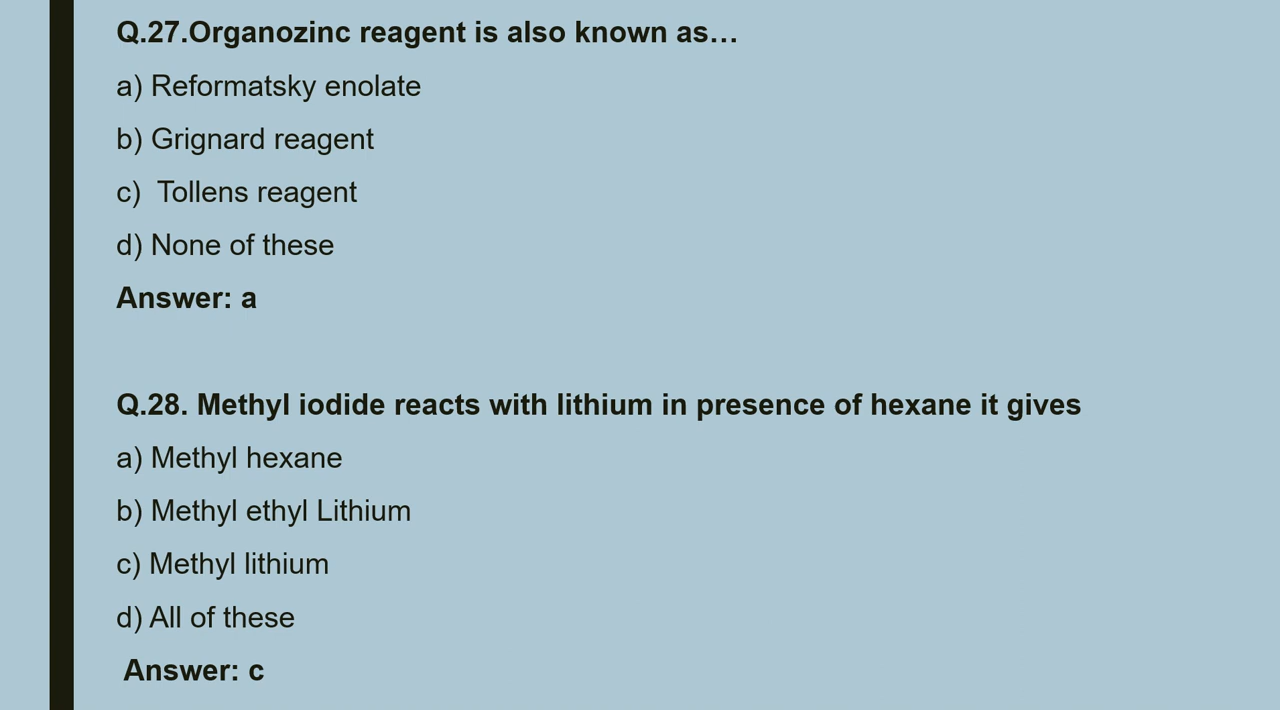 Q.27.Organozinc reagent is also known as…
a) Reformatsky enolate
b) Grignard reagent
c)  Tollens reagent
d) None of these
Answer: a
Q.28. Methyl iodide reacts with lithium in presence of hexane it gives
a) Methyl hexane
b) Methyl ethyl Lithium
c) Methyl lithium
d) All of these
Answer: c